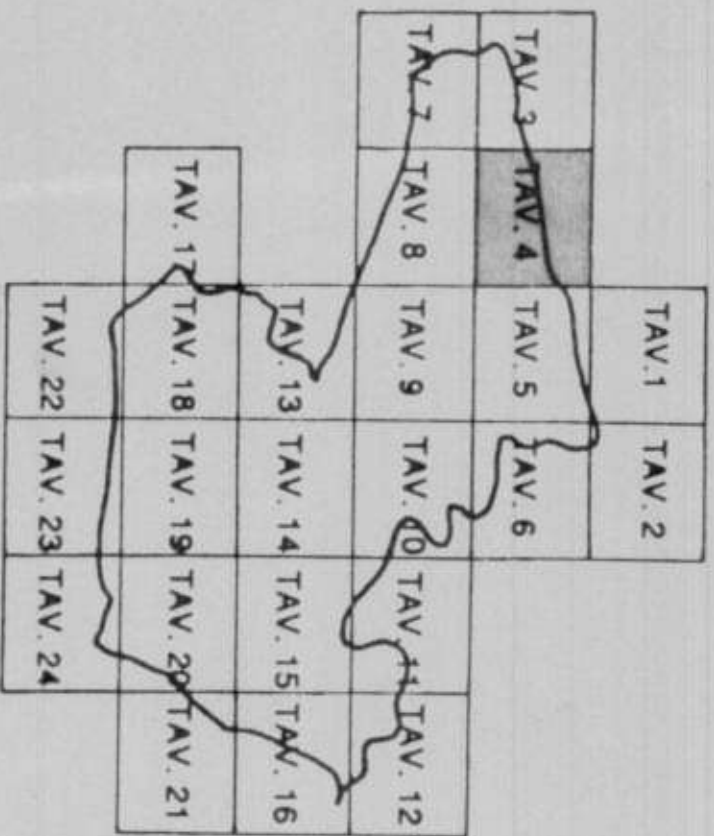 TAV.1 TAV. 2
TAV. 3 TAV. 4 TAV. 5 TAV. 6
TAV. 7 TAV. 8 TAV. 9 TAV. 10 TAV. 11 TAV. 12
TAV. 13 TAV. 14 TAV. 15 TAV. 16
TAV. 17 TAV. 18 TAV. 19 TAV. 20 TAV. 21
TAV. 22 TAV. 23 TAV. 24